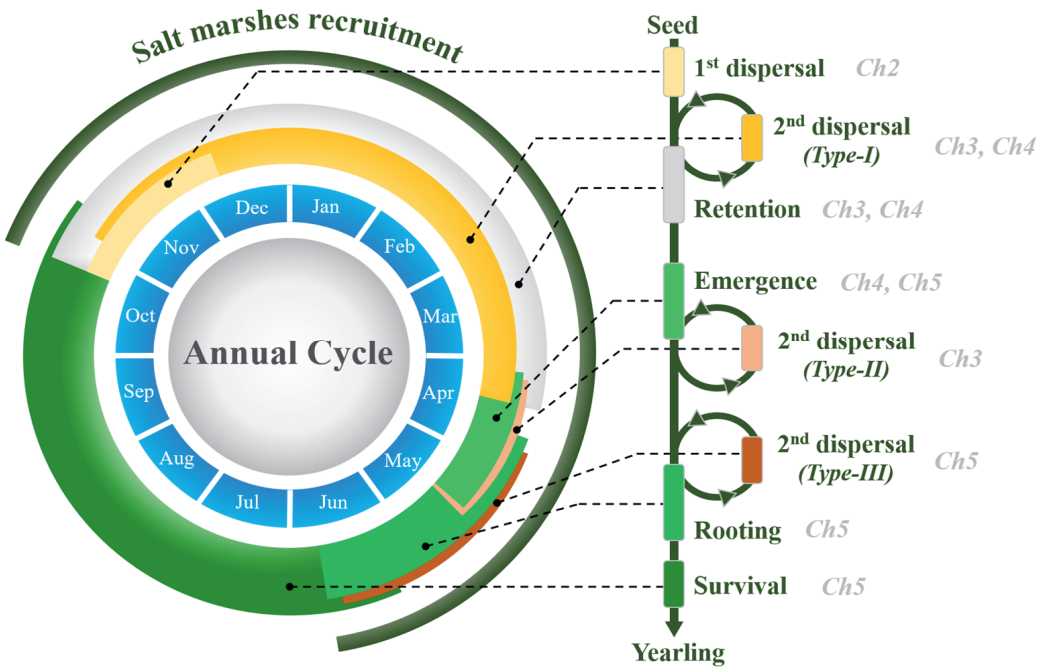 Salt marshes recruitment
Dec
Jan
Nov
Feb
Oct
Mar
Annual Cycle
Sep
Apr
Aug
May
Jul
Jun
Seed
1st dispersal Ch2
2nd dispersal
(Type-I)
Ch3, Ch4
Retention Ch3, Ch4
Emergence Ch4, Ch5
2nd dispersal
(Type-II)
Ch3
2nd dispersal
(Type-III)
Ch5
Rooting Ch5
Survival Ch5
Yearling